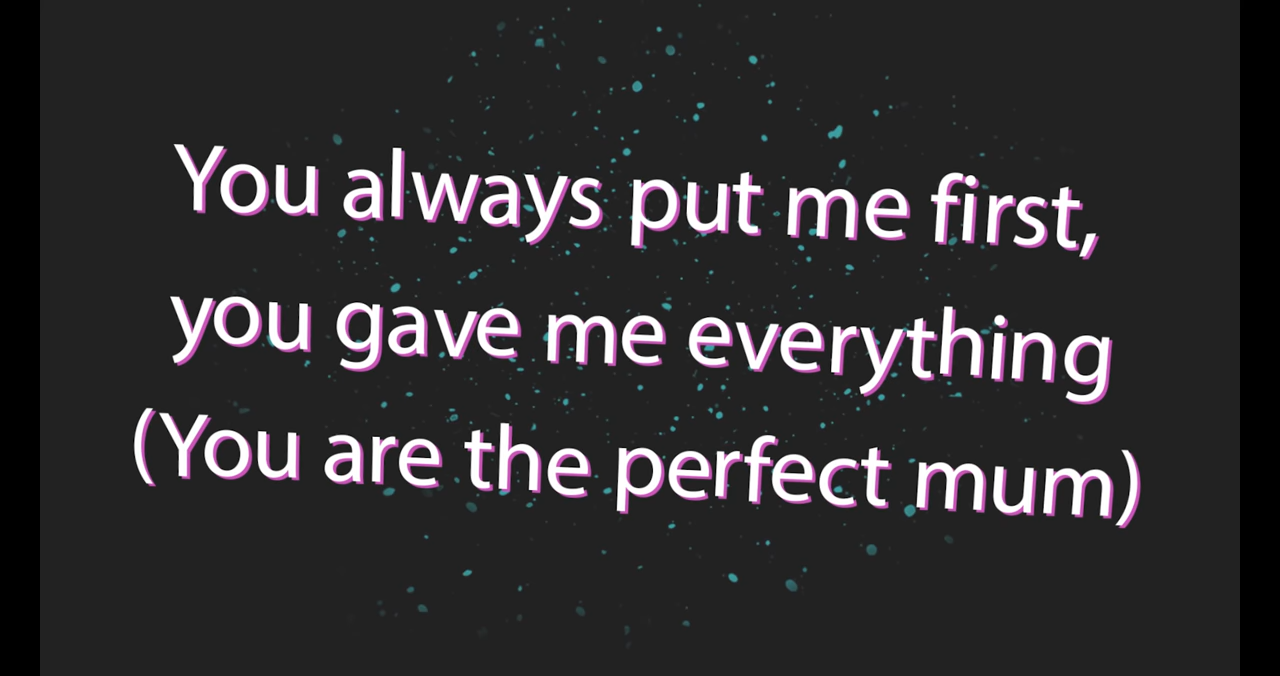 You always put me first,
you gave me everything
(You are the perfect mum)